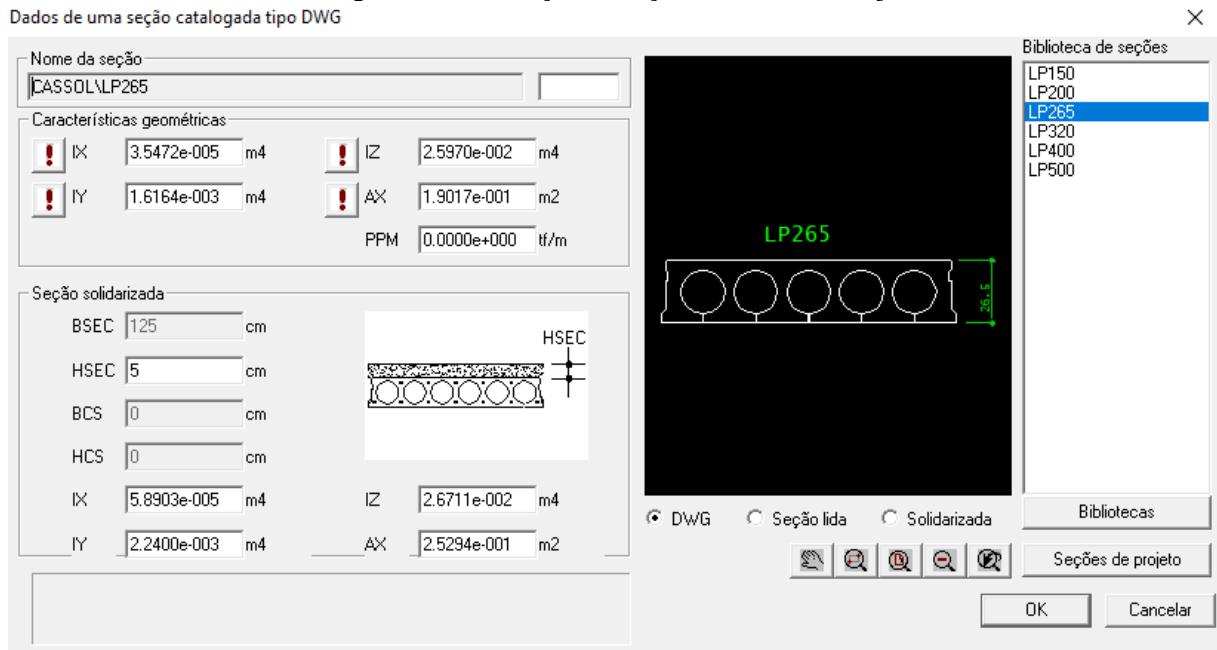 Dados de uma seção catalogada tipo DWG
Nome da seção
CASSOL\LP265
Características geométricas
IX 3.5472e-005 m4 IZ 2.5970e-002 m4
IY 1.6164e-003 m4 AX 1.9017e-001 m2
PPM 0.0000e+000 tf/m
Seção solidarizada
BSEC 125 cm
HSEC 5 cm
BCS 0 cm
HCS 0 cm
HSEC
IX 5.8903e-005 m4 IZ 2.6711e-002 m4
IY 2.2400e-003 m4 AX 2.5294e-001 m2
LP265
26.5
DWG Seção lida Solidarizada
Biblioteca de seções
LP150
LP200
LP265
LP320
LP400
LP500
Bibliotecas
Seções de projeto
OK Cancelar